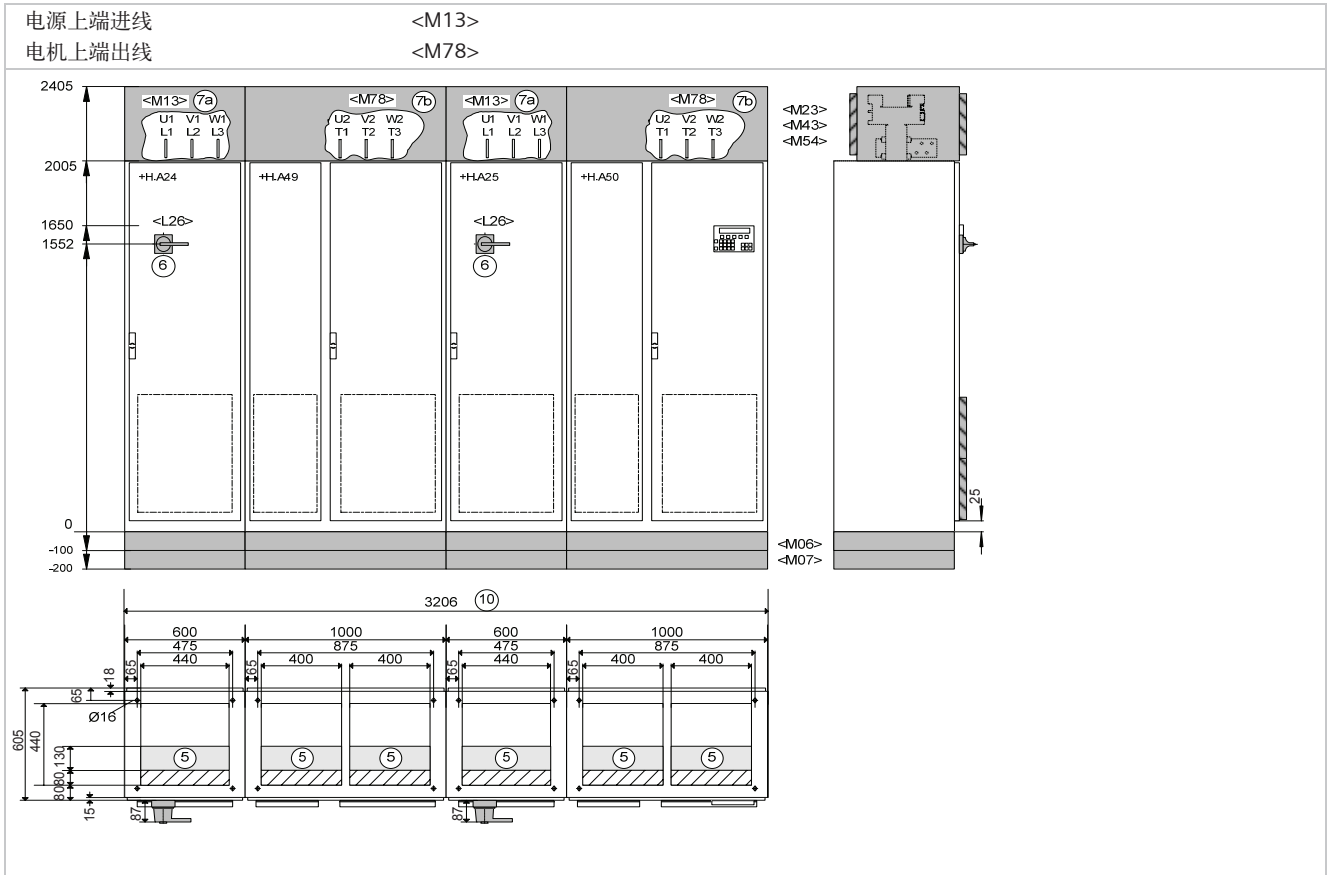 电源上端进线 <M13>
电机上端出线 <M78>
2405
<M13> 7a <M78> 7b <M13> 7a <M78> 7b
U1 V1 W1 U2 V2 W2 U1 V1 W1 U2 V2 W2
L1 L2 L3 T1 T2 T3 L1 L2 L3 T1 T2 T3
<M23>
<M43>
<M54>
2005
+H.A24 +H.A49 +H.A25 +H.A50
1650 <L26> <L26>
1552
6 6
25
0
-100 <M06>
-200 <M07>
3206 10
600 1000 600 1000
475 875 475 875
440 400 400 440 400 400
65 65 65 65
18
65
Ø16
605
440
130
80
80
5 5 5 5 5 5
15
87 87